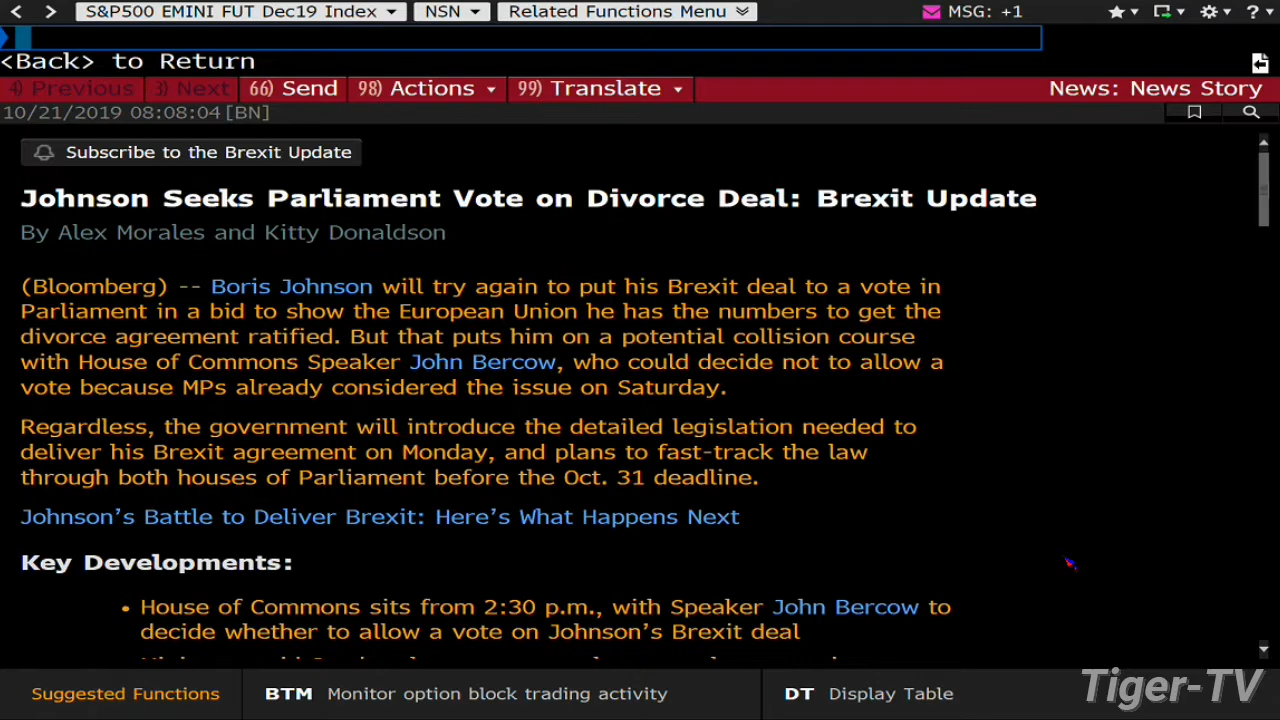 S&P500 EMINI FUT Dec19 Index NSN Related Functions Menu MSG: +1 ?
<Back> to Return
4) Previous 3) Next 66) Send 98) Actions 99) Translate News: News Story
10/21/2019 08:08:04[BN]
Subscribe to the Brexit Update
Johnson Seeks Parliament Vote on Divorce Deal: Brexit Update
By Alex Morales and Kitty Donaldson
(Bloomberg) -- Boris Johnson will try again to put his Brexit deal to a vote in
Parliament in a bid to show the European Union he has the numbers to get the
divorce agreement ratified. But that puts him on a potential collision course
with House of Commons Speaker John Bercow, who could decide not to allow a
vote because MPs already considered the issue on Saturday.
Regardless, the government will introduce the detailed legislation needed to
deliver his Brexit agreement on Monday, and plans to fast-track the law
through both houses of Parliament before the Oct. 31 deadline.
Johnson's Battle to Deliver Brexit: Here's What Happens Next
Key Developments:
• House of Commons sits from 2:30 p.m., with Speaker John Bercow to
decide whether to allow a vote on Johnson's Brexit deal
Suggested Functions BTM Monitor option block trading activity DT Display Table
Tiger-TV